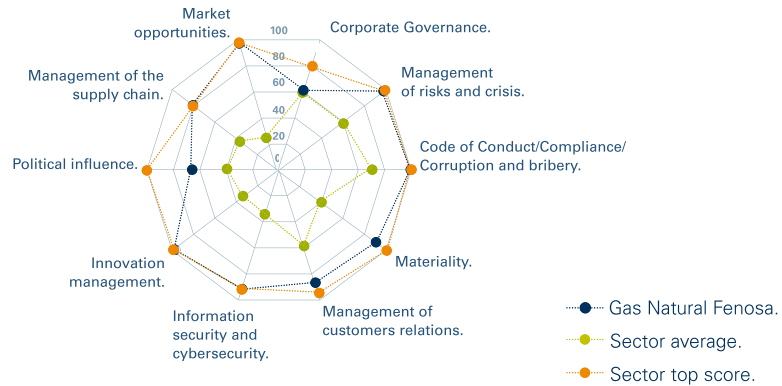 Market
opportunities.
100
Corporate Governance.
80
60
40
20
0
Management of the
supply chain.
Management
of risks and crisis.
Political influence.
Code of Conduct/Compliance/
Corruption and bribery.
Innovation
management.
Materiality.
Information
security and
cybersecurity.
Management of
customers relations.
Gas Natural Fenosa.
Sector average.
Sector top score.